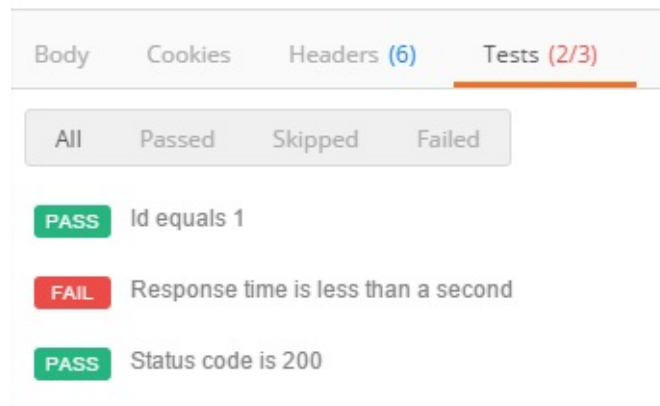 Body Cookies Headers (6) Tests (2/3)
All Passed Skipped Failed
PASS Id equals 1
FAIL Response time is less than a second
PASS Status code is 200